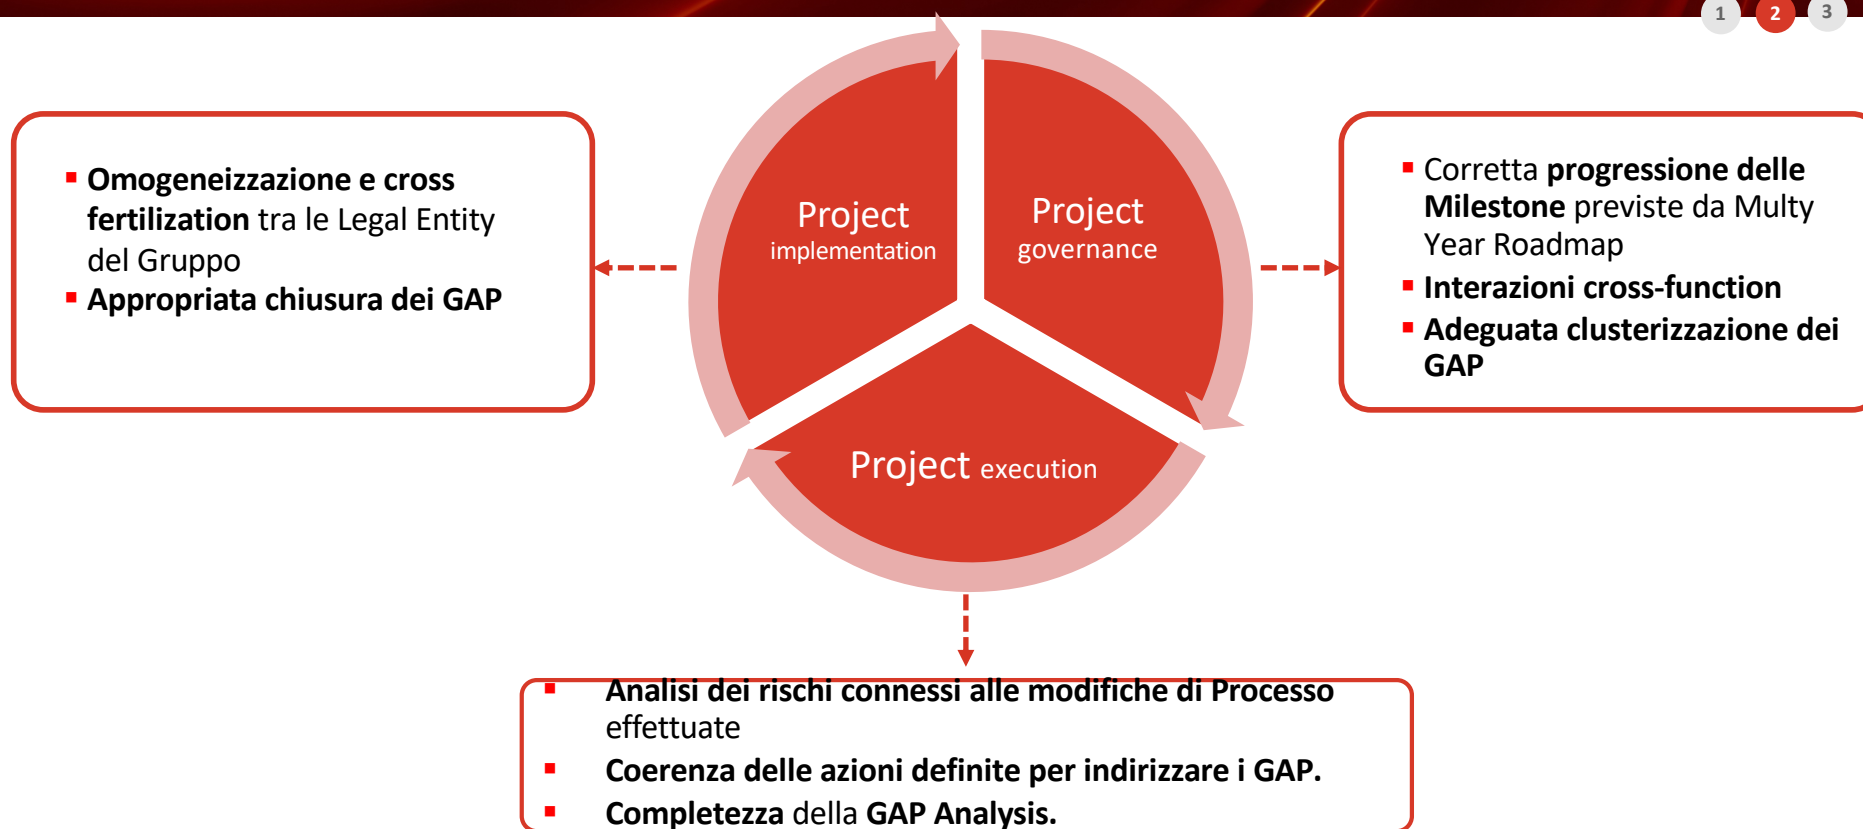 1 2 3
▪ Omogeneizzazione e cross
fertilization tra le Legal Entity
del Gruppo
▪ Appropriata chiusura dei GAP
Project
implementation
Project
governance
Project execution
▪ Corretta progressione delle
Milestone previste da Multy
Year Roadmap
▪ Interazioni cross-function
▪ Adeguata clusterizzazione dei
GAP
▪ Analisi dei rischi connessi alle modifiche di Processo
effettuate
▪ Coerenza delle azioni definite per indirizzare i GAP.
▪ Completezza della GAP Analysis.